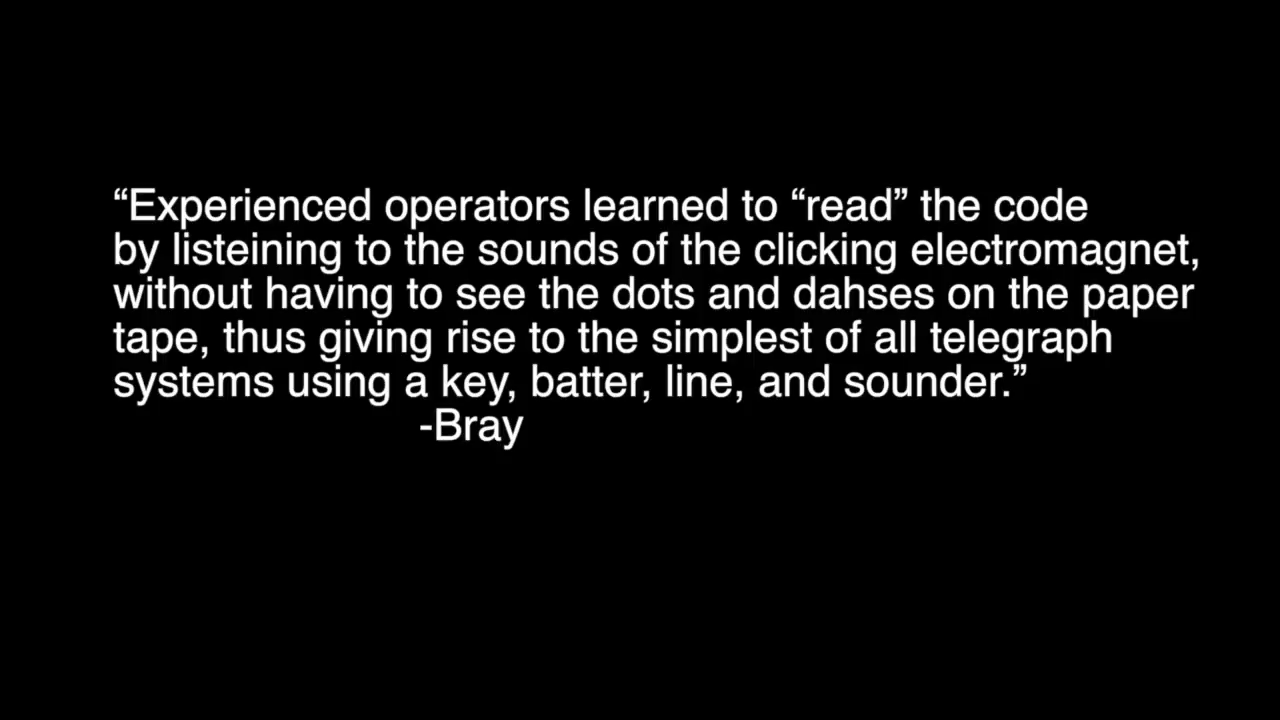 “Experienced operators learned to “read” the code
by listeining to the sounds of the clicking electromagnet,
without having to see the dots and dahses on the paper
tape, thus giving rise to the simplest of all telegraph
systems using a key, batter, line, and sounder.”
-Bray